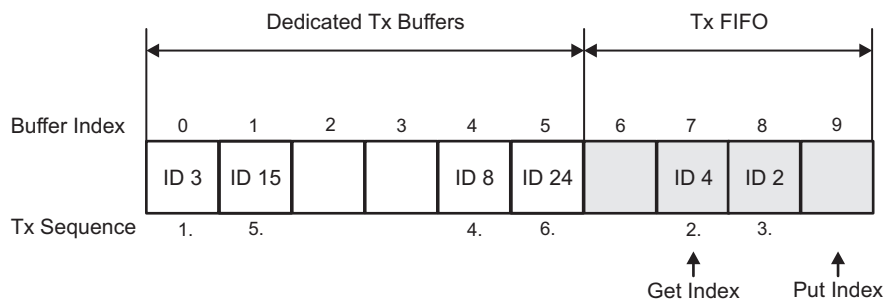 Dedicated Tx Buffers Tx FIFO
Buffer Index 0 1 2 3 4 5 6 7 8 9
ID 3 ID 15 ID 8 ID 24 ID 4 ID 2
Tx Sequence 1. 5. 4. 6. 2. 3.
Get Index Put Index